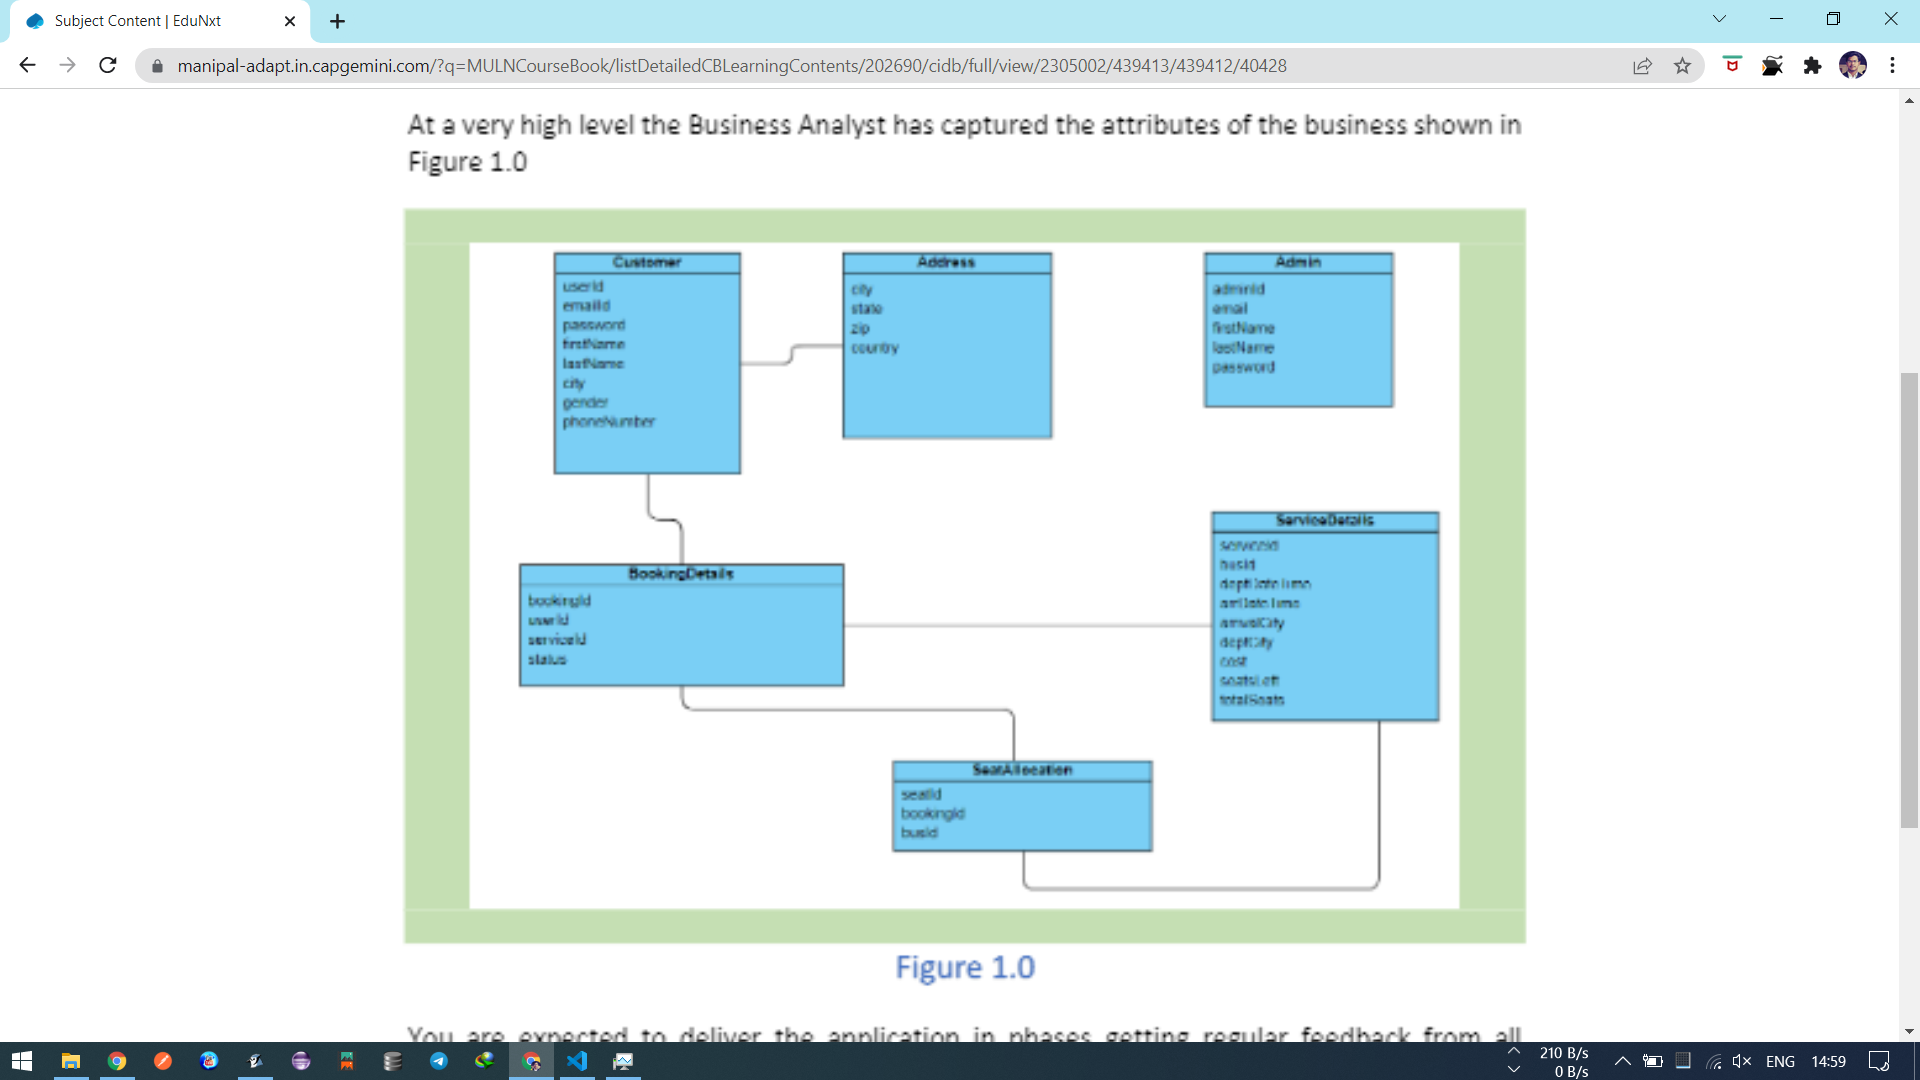 Subject Content | EduNxt
manipal-adapt.in.capgemini.com/?q=MULNCourseBook/listDetailedCBLearningContents/202690/cidb/full/view/2305002/439413/439412/40428
At a very high level the Business Analyst has captured the attributes of the business shown in
Figure 1.0
Customer
userId
emailId
password
firstName
lastName
city
gender
phoneNumber
Address
city
state
zip
country
Admin
adminId
email
firstName
lastName
password
BookingDetails
bookingId
userId
serviceId
status
ServiceDetails
serviceId
busId
deptDateTime
arrDateTime
arrivalCity
deptCity
cost
seatsLeft
totalSeats
SeatAllocation
seatId
bookingId
busId
Figure 1.0
You are expected to deliver the application in phases getting regular feedback from all
210 B/s
0 B/s
ENG
14:59